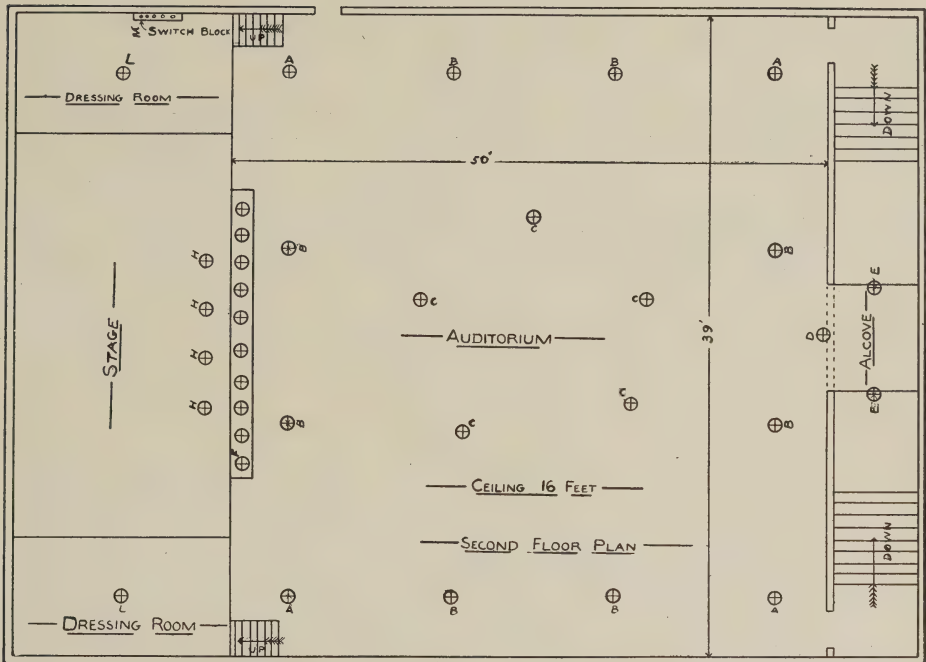 M
SWITCH BLOCK
UP
L
A
B
B
A
DRESSING ROOM
DOWN
50'
C
H
B
B
E
H
C
C
STAGE
AUDITORIUM
39'
D
ALCOVE
H
H
C
C
E
B
B
CEILING 16 FEET
SECOND FLOOR PLAN
DOWN
L
A
B
B
A
DRESSING ROOM
UP